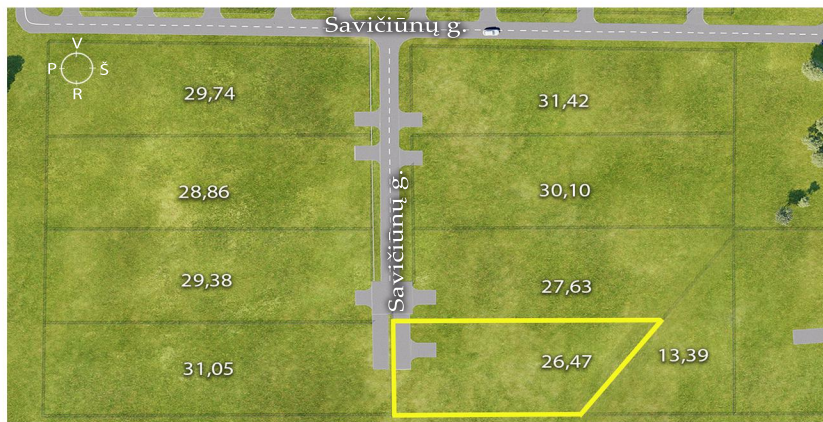 Savičiūnų g.
V
P Š
R
29,74
31,42
28,86
30,10
Savičiūnų g.
29,38
27,63
31,05
26,47
13,39